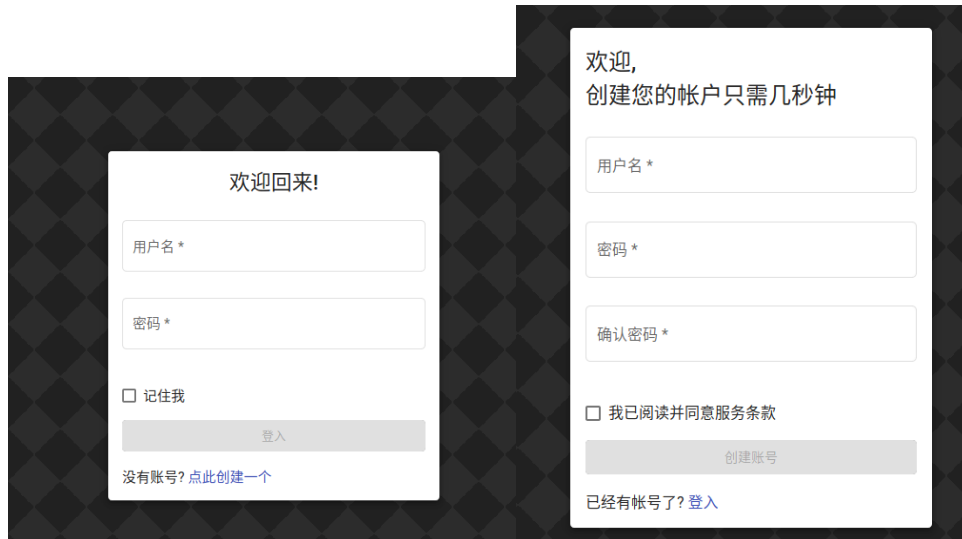 欢迎回来!
用户名 *
密码 *
记住我
登入
没有账号? 点此创建一个
欢迎,
创建您的帐户只需几秒钟
用户名 *
密码 *
确认密码 *
我已阅读并同意服务条款
创建账号
已经有帐号了? 登入